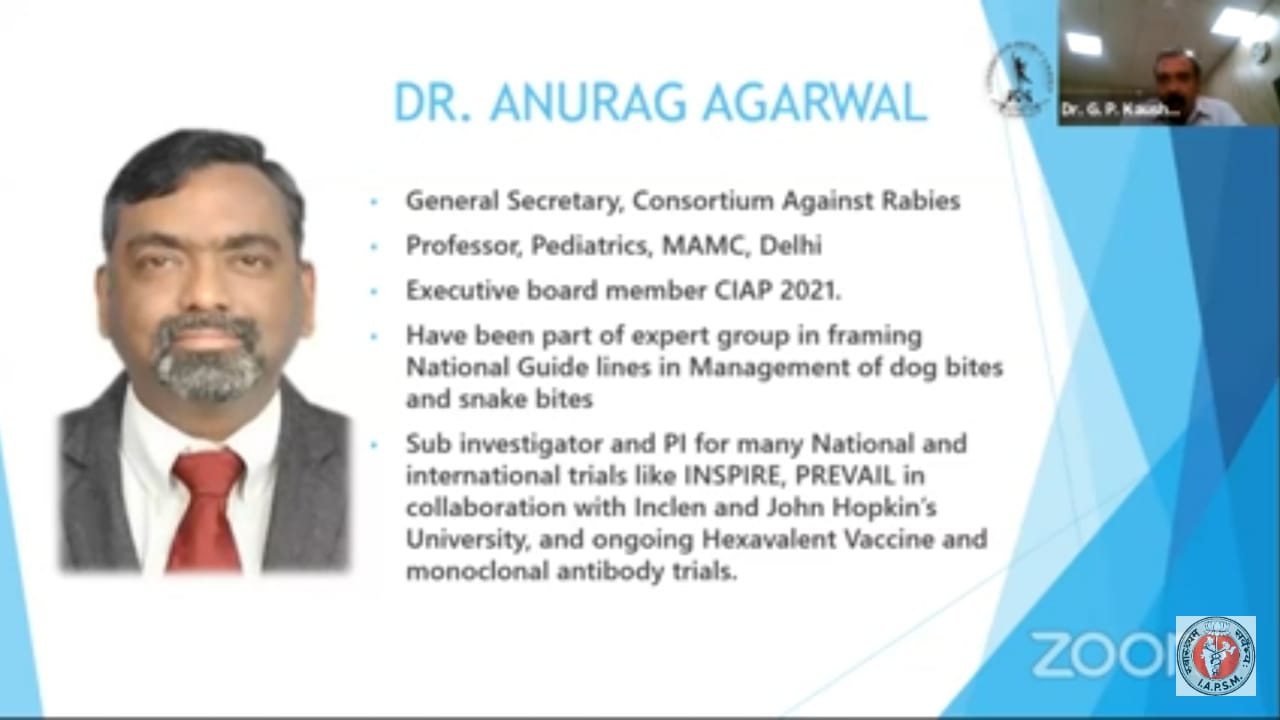 DR. ANURAG AGARWAL
Dr. G. P. Kaush...
General Secretary, Consortium Against Rabies
Professor, Pediatrics, MAMC, Delhi
Executive board member CIAP 2021.
Have been part of expert group in framing
National Guide lines in Management of dog bites
and snake bites
Sub investigator and PI for many National and
international trials like INSPIRE, PREVAIL in
collaboration with Inclen and John Hopkin's
University, and ongoing Hexavalent Vaccine and
monoclonal antibody trials.
ZOO
I.A.P.S.M.